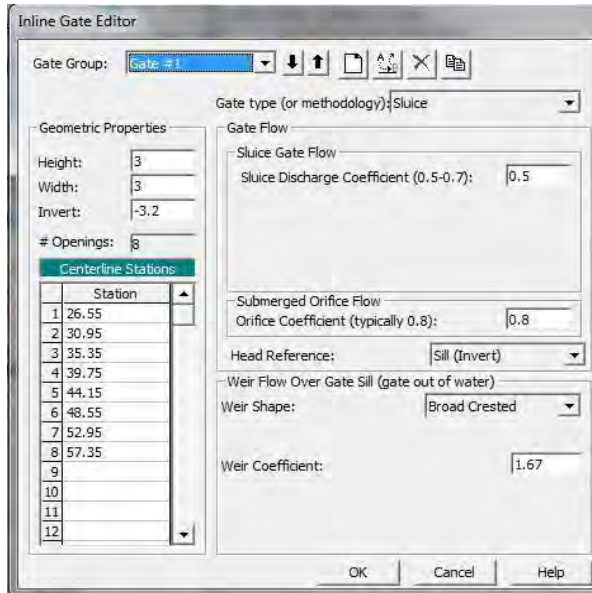 Inline Gate Editor
Gate Group: Gate #1
Gate type (or methodology): Sluice
Geometric Properties
Height: 3
Width: 3
Invert: -3.2
# Openings: 8
Centerline Stations
Station
1 26.55
2 30.95
3 35.35
4 39.75
5 44.15
6 48.55
7 52.95
8 57.35
9
10
11
12
Gate Flow
Sluice Gate Flow
Sluice Discharge Coefficient (0.5-0.7): 0.5
Submerged Orifice Flow
Orifice Coefficient (typically 0.8): 0.8
Head Reference: Sill (Invert)
Weir Flow Over Gate Sill (gate out of water)
Weir Shape: Broad Crested
Weir Coefficient: 1.67
OK Cancel Help